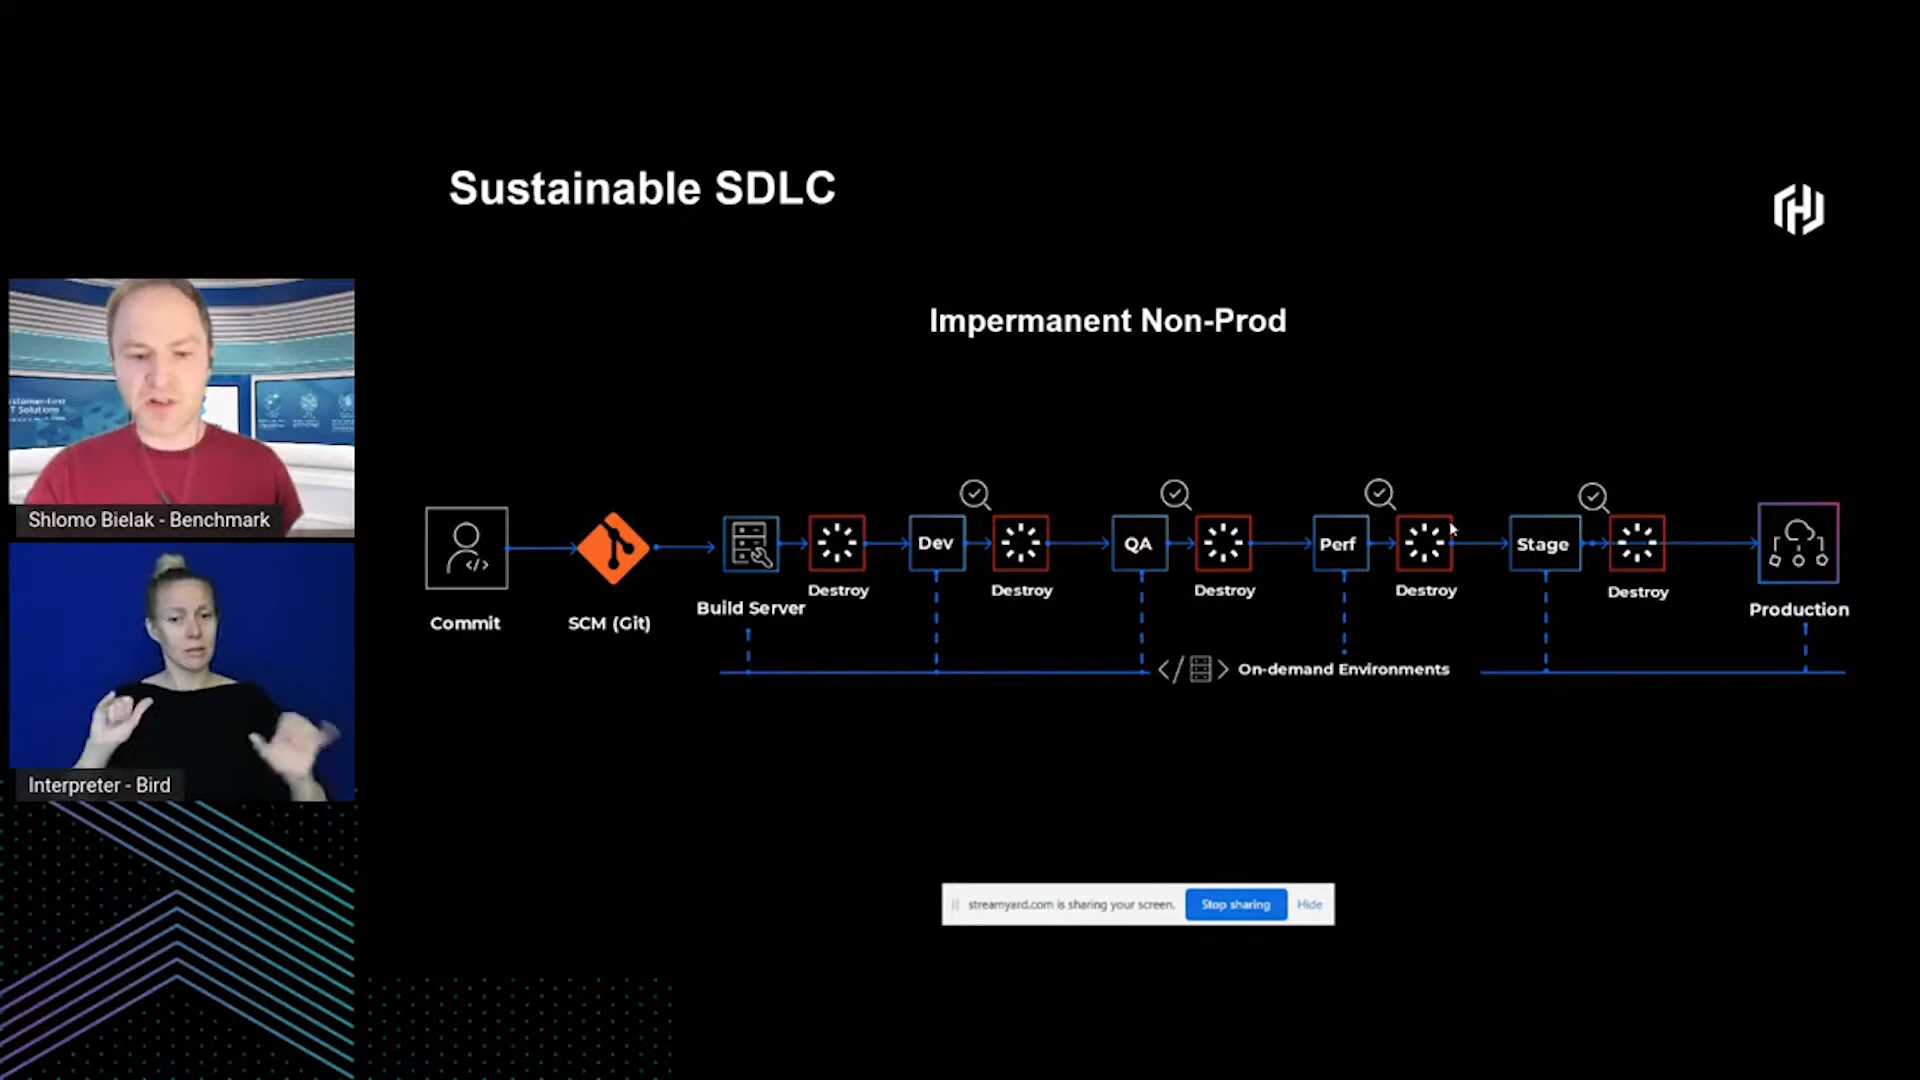 Sustainable SDLC
Impermanent Non-Prod
Shlomo Bielak - Benchmark
Interpreter - Bird
Commit
SCM (Git)
Build Server
Destroy
Dev
Destroy
QA
Destroy
Perf
Destroy
Stage
Destroy
Production
On-demand Environments
streamyard.com is sharing your screen.
Stop sharing
Hide